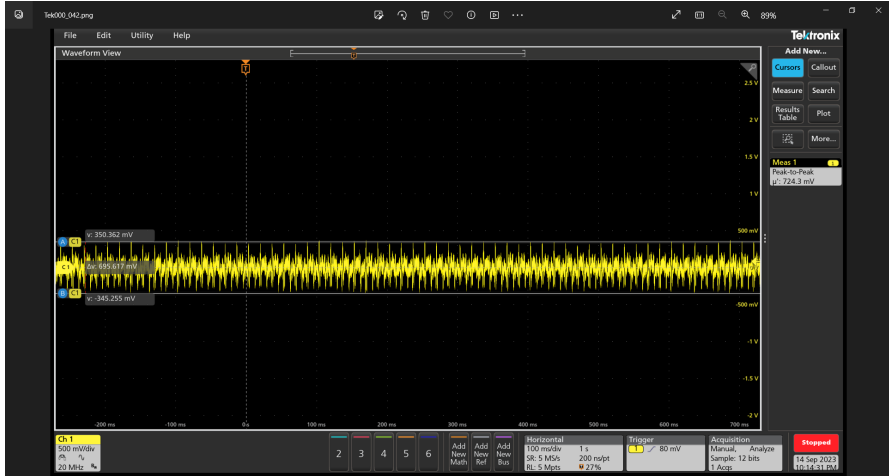 Tek000_042.png
89%
File Edit Utility Help
Tektronix
Waveform View
Add New...
Cursors Callout
Measure Search
Results Table Plot
More...
Meas 1 1
Peak-to-Peak
µ': 724.3 mV
T
2.5 V
2 V
1.5 V
1 V
500 mV
-500 mV
-1 V
-1.5 V
-2 V
A C1 v: 350.362 mV
C1 Δv: 695.617 mV
B C1 v: -345.255 mV
-200 ms -100 ms 0 s 100 ms 200 ms 300 ms 400 ms 500 ms 600 ms 700 ms
Ch 1
500 mV/div
20 MHz
2 3 4 5 6
Add New Math
Add New Ref
Add New Bus
Horizontal
100 ms/div 1 s
SR: 5 MS/s 200 ns/pt
RL: 5 Mpts 27%
Trigger
1 80 mV
Acquisition
Manual, Analyze
Sample: 12 bits
1 Acqs
Stopped
14 Sep 2023
10:14:31 PM